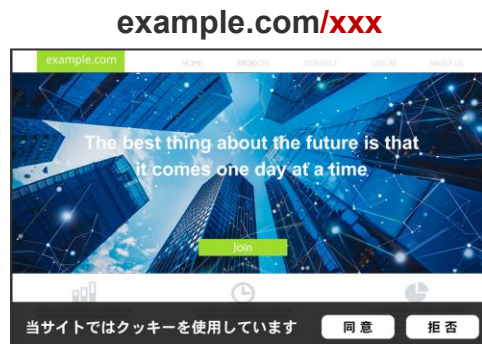 example.com/xxx
example.com
HOME PROJECTS CONTACT LOG IN ABOUT US
The best thing about the future is that
it comes one day at a time
Join
当サイトではクッキーを使用しています 同意 拒否